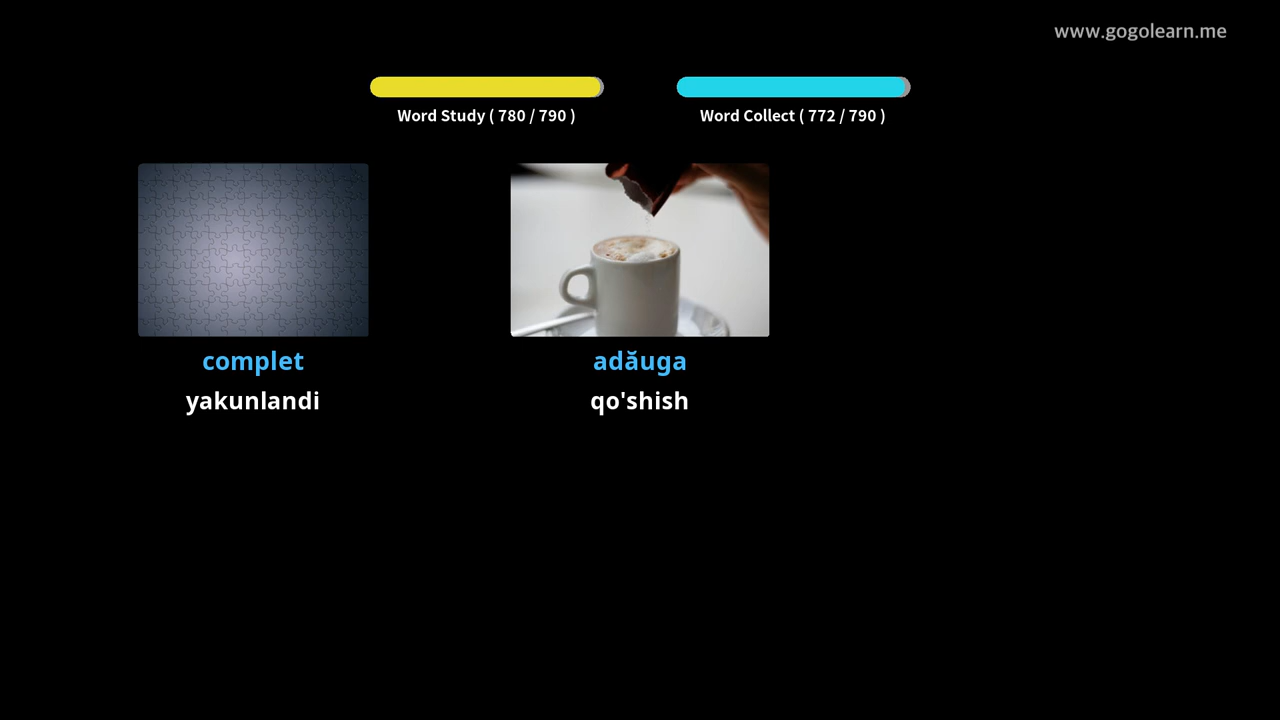 www.gogolearn.me
Word Study ( 780 / 790 )
Word Collect ( 772 / 790 )
complet
yakunlandi
adăuga
qo'shish